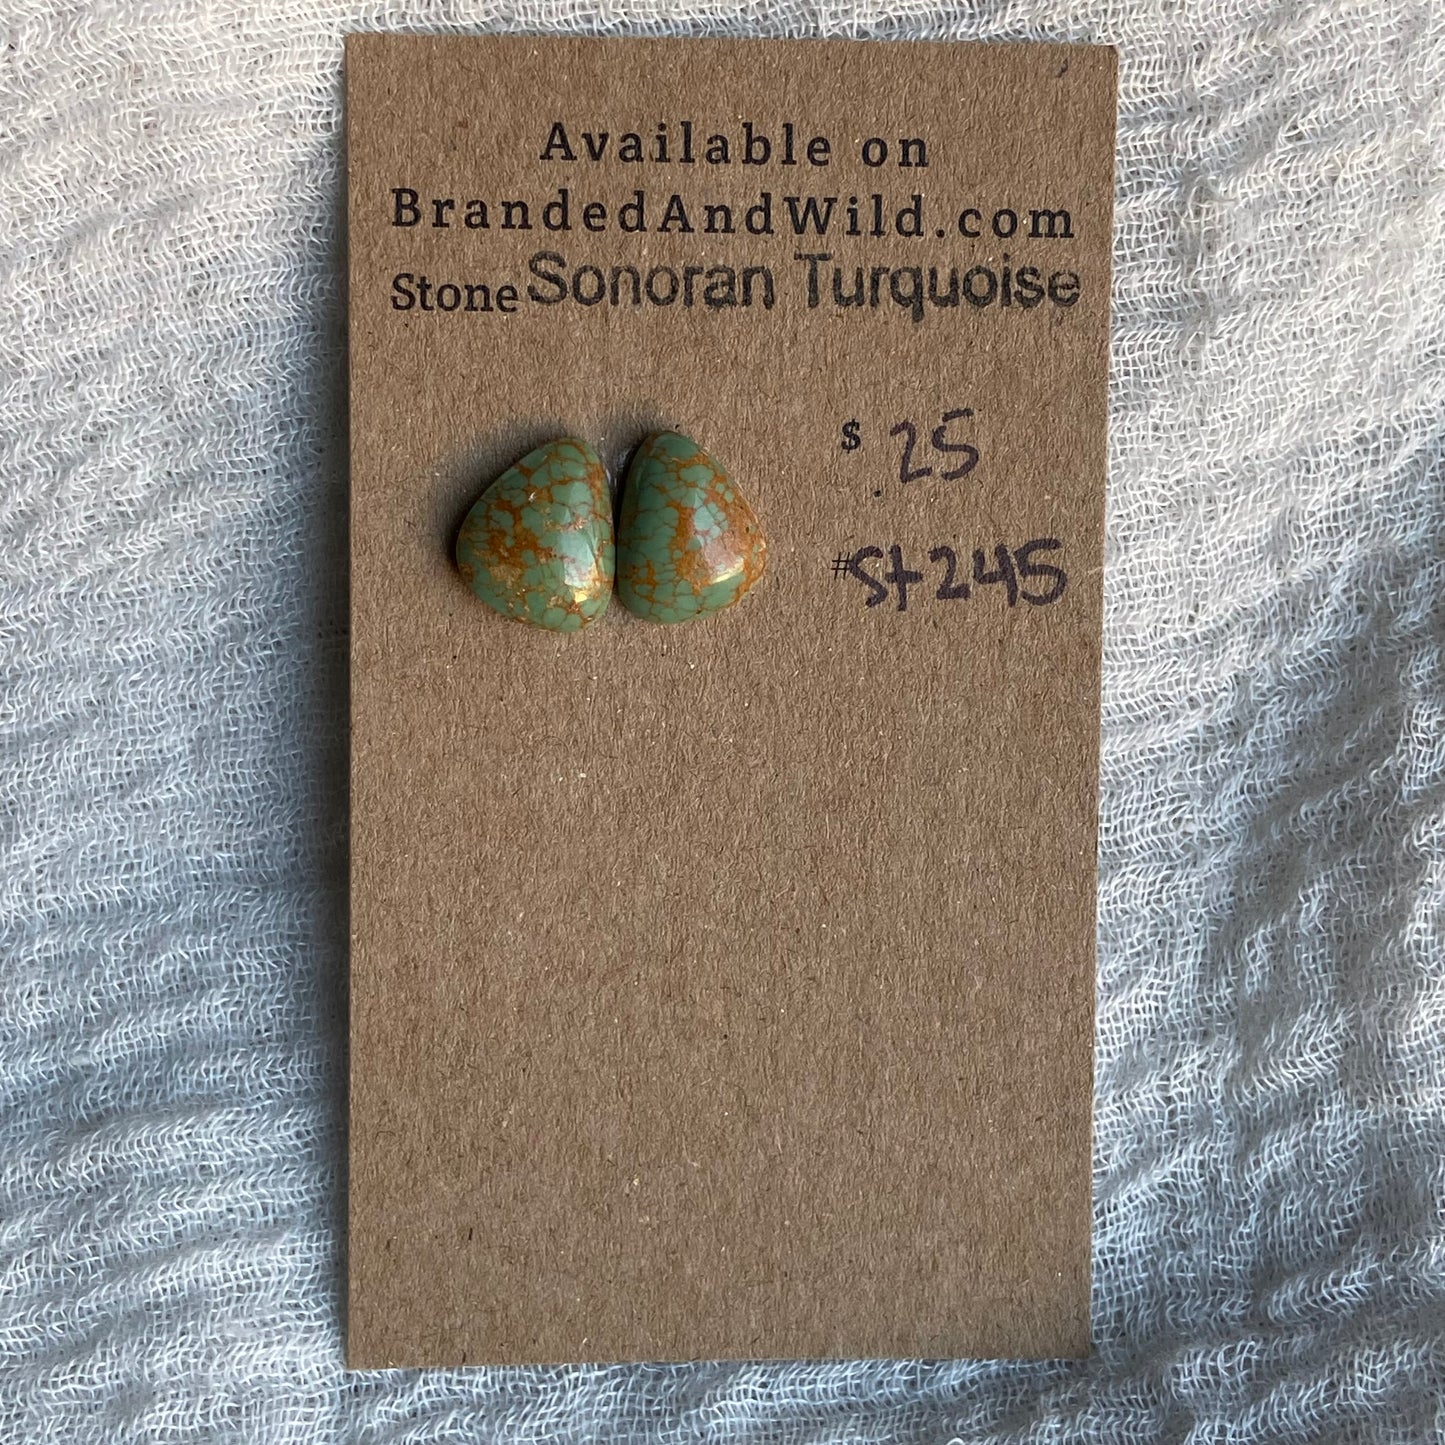 Available on
BrandedAndWild.com
Stone Sonoran Turquoise
$ 25
#St245